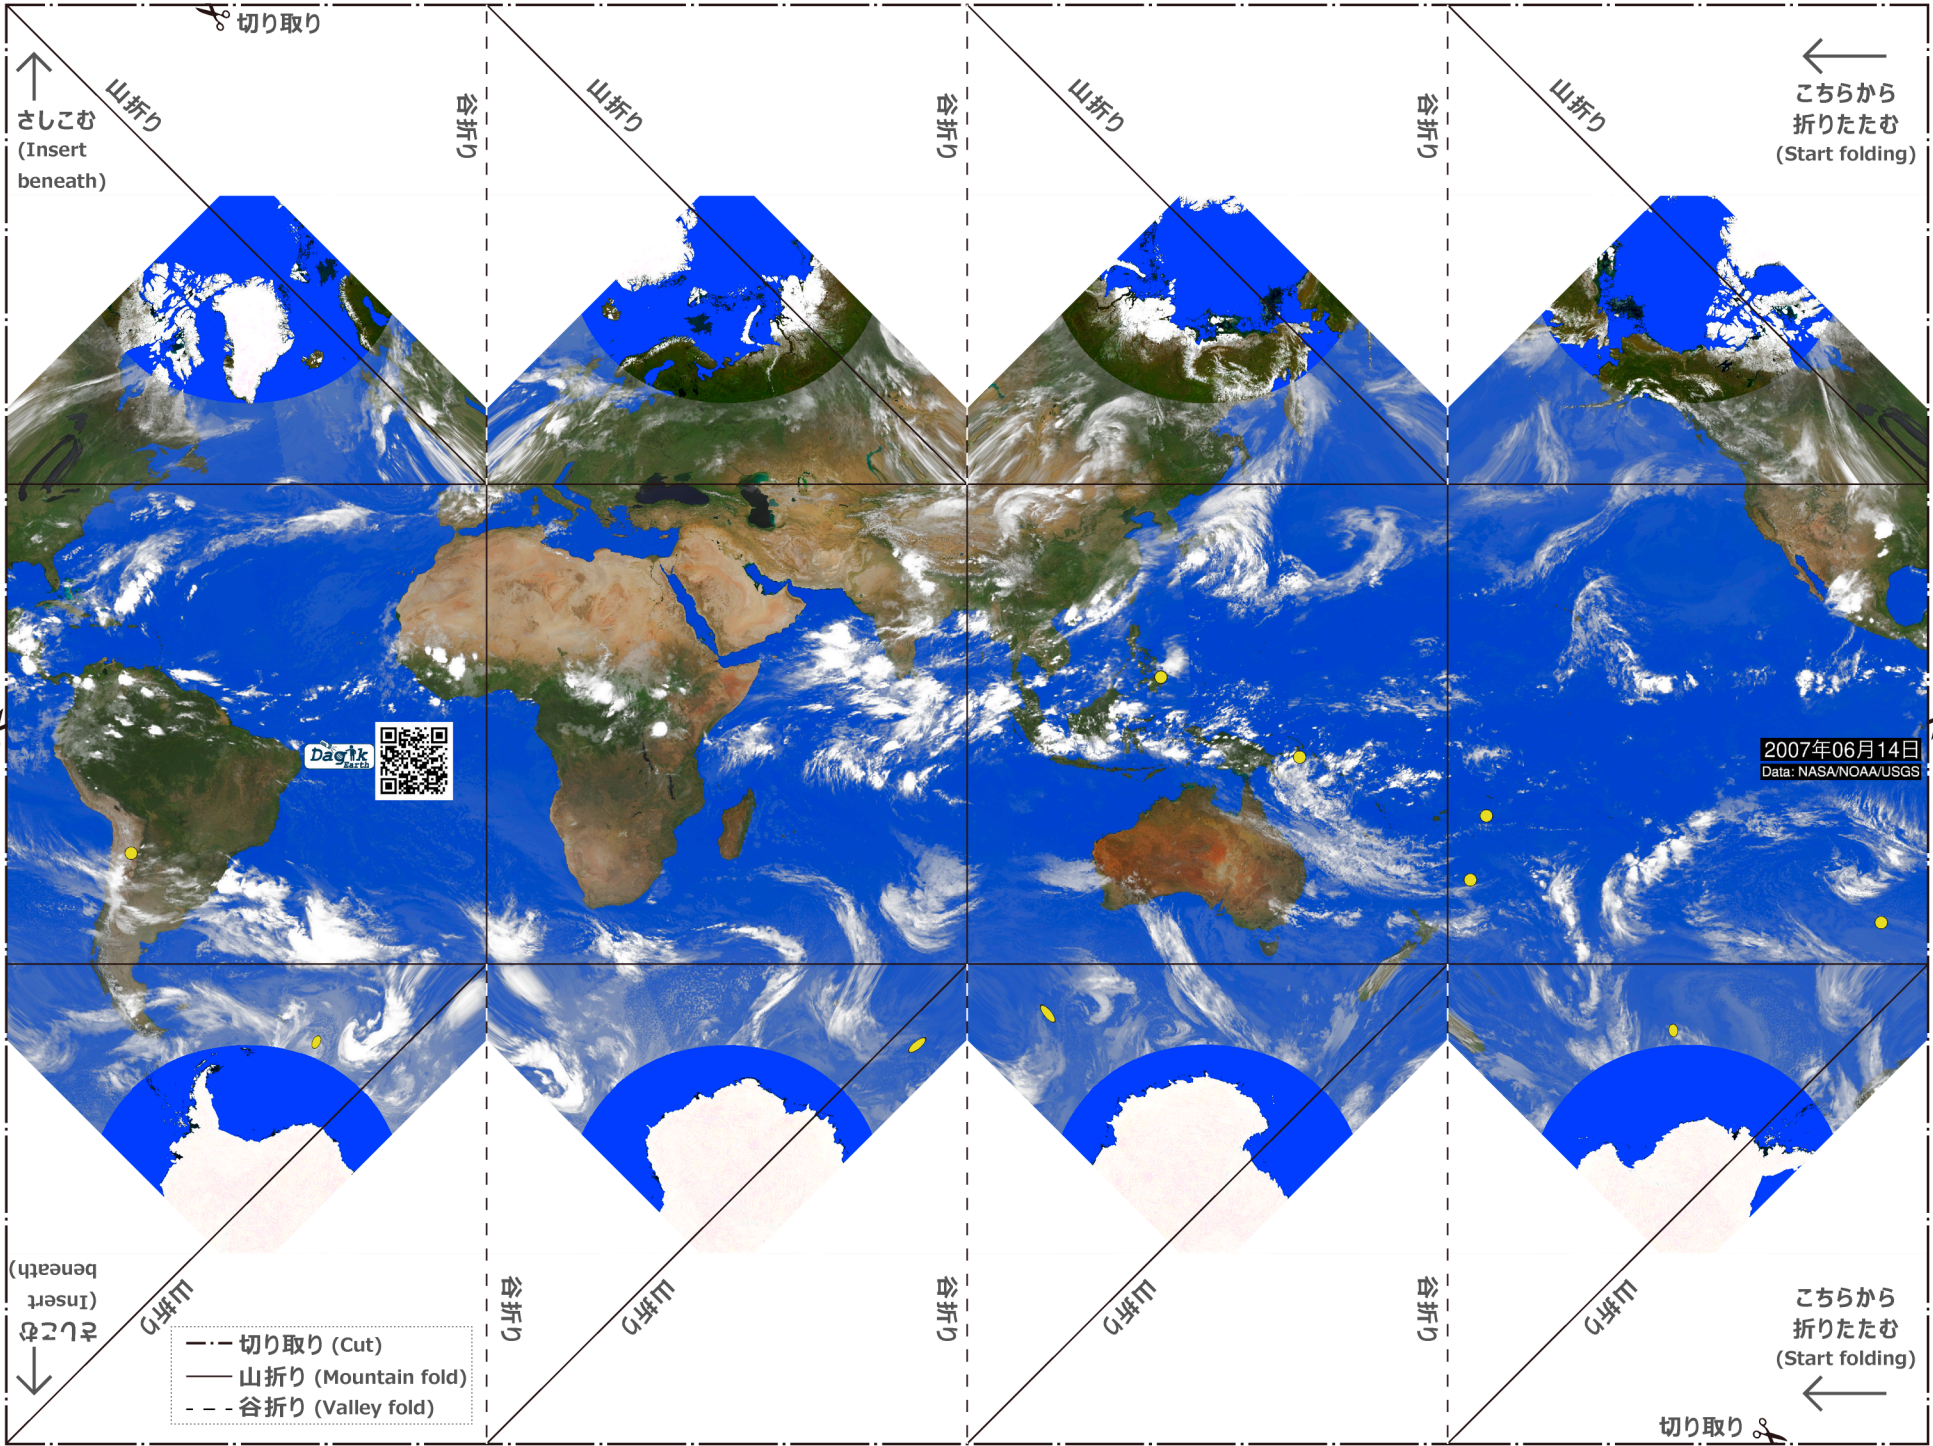 切り取り
山折り
谷折り
山折り
谷折り
山折り
谷折り
山折り
さしこむ
(Insert
beneath)
こちらから
折りたたむ
(Start folding)
Dagik
Earth
2007年06月14日
Data: NASA/NOAA/USGS
さしこむ
(Insert
beneath)
山折り
谷折り
山折り
谷折り
山折り
谷折り
山折り
こちらから
折りたたむ
(Start folding)
切り取り (Cut)
山折り (Mountain fold)
谷折り (Valley fold)
切り取り